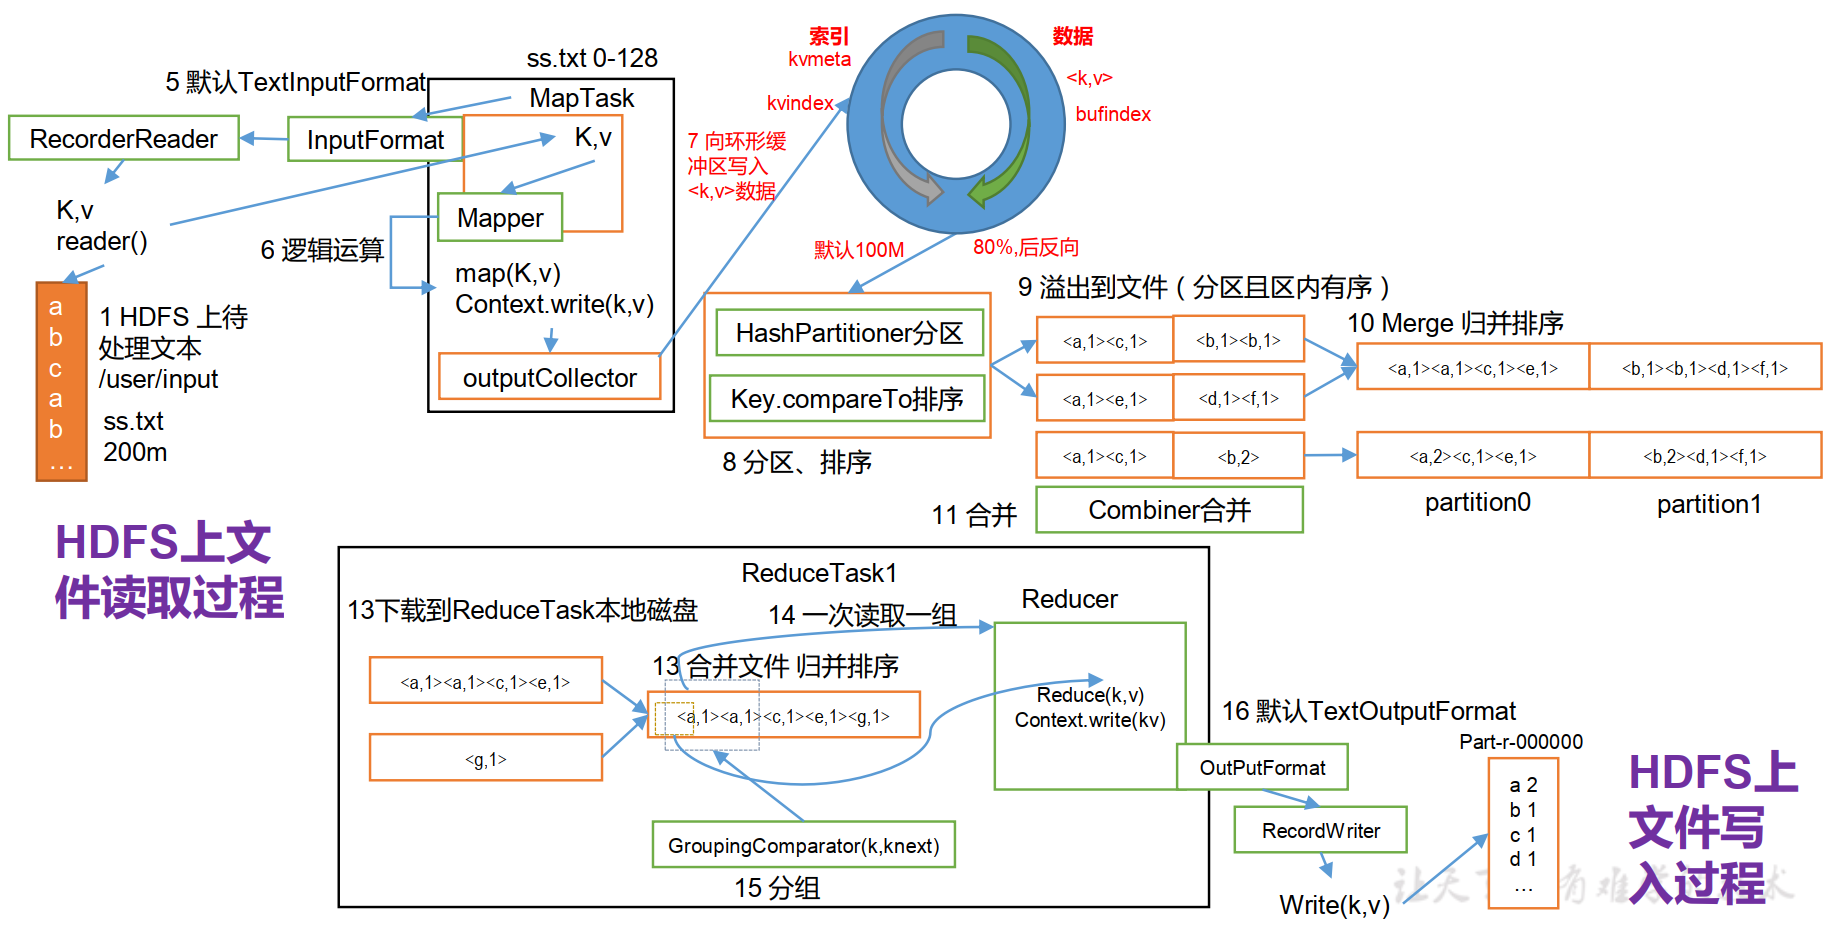 ss.txt 0-128
5 默认TextInputFormat
MapTask
RecorderReader
InputFormat
K,v
K,v
reader()
Mapper
6 逻辑运算
map(K,v)
Context.write(k,v)
outputCollector
a
b
c
a
b
...
1 HDFS 上待
处理文本
/user/input
ss.txt
200m
索引
kvmeta
kvindex
数据
<k,v>
bufindex
7 向环形缓
冲区写入
<k,v>数据
默认100M
80%,后反向
HashPartitioner分区
Key.compareTo排序
8 分区、排序
9 溢出到文件（分区且区内有序）
<a,1><c,1>
<b,1><b,1>
<a,1><e,1>
<d,1><f,1>
<a,1><c,1>
<b,2>
10 Merge 归并排序
<a,1><a,1><c,1><e,1>
<b,1><b,1><d,1><f,1>
<a,2><c,1><e,1>
<b,2><d,1><f,1>
partition0
partition1
11 合并
Combiner合并
HDFS上文
件读取过程
ReduceTask1
13下载到ReduceTask本地磁盘
14 一次读取一组
Reducer
<a,1><a,1><c,1><e,1>
<g,1>
13 合并文件 归并排序
<a,1><a,1><c,1><e,1><g,1>
Reduce(k,v)
Context.write(kv)
GroupingComparator(k,knext)
15 分组
16 默认TextOutputFormat
OutPutFormat
RecordWriter
Write(k,v)
Part-r-000000
a 2
b 1
c 1
d 1
...
HDFS上
文件写
入过程
让天 有难 术